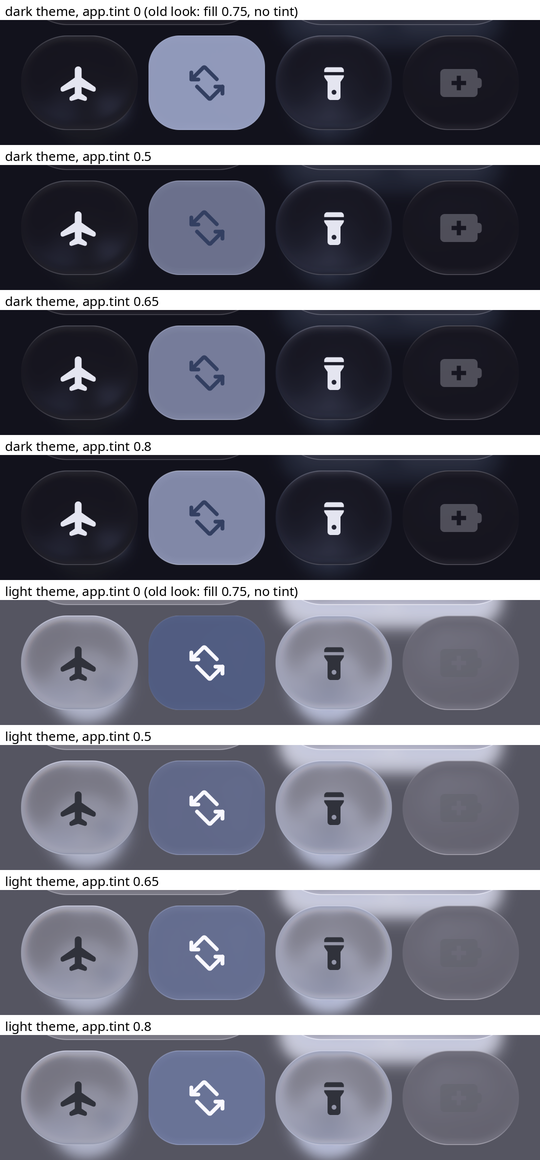 dark theme, app.tint 0 (old look: fill 0.75, no tint)
dark theme, app.tint 0.5
dark theme, app.tint 0.65
dark theme, app.tint 0.8
light theme, app.tint 0 (old look: fill 0.75, no tint)
light theme, app.tint 0.5
light theme, app.tint 0.65
light theme, app.tint 0.8